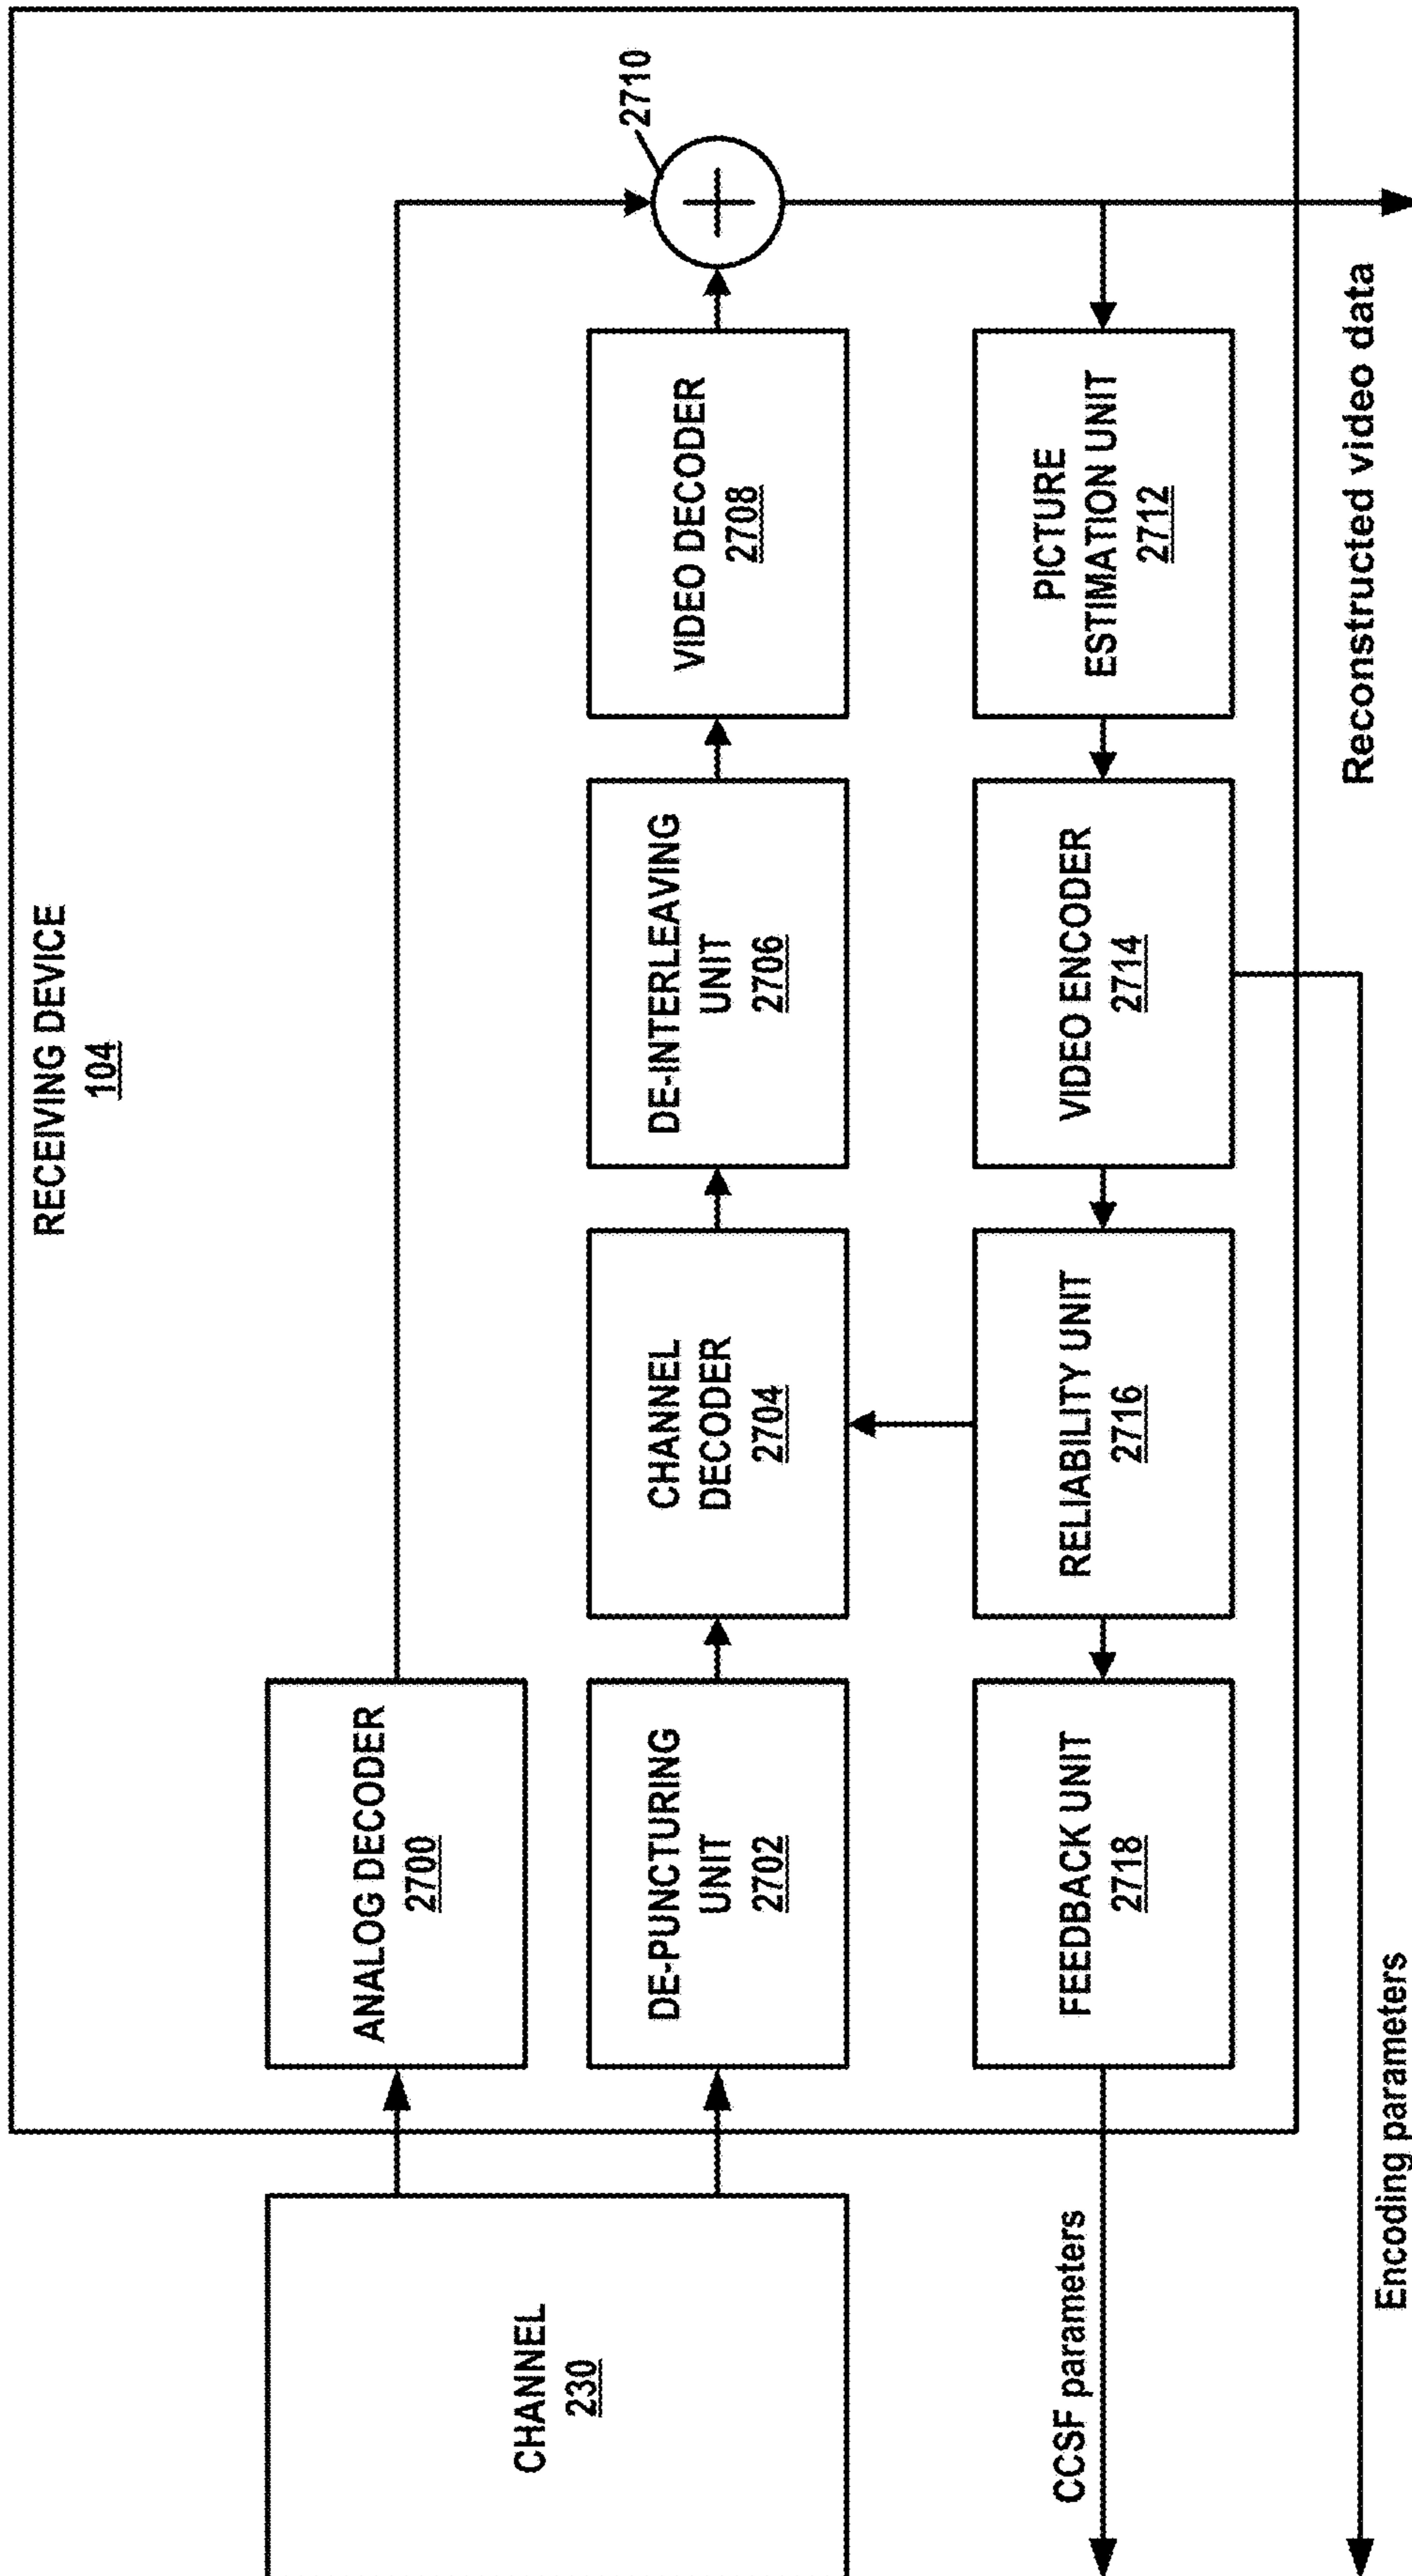 RECEIVING DEVICE
104
2710
ANALOG DECODER
2700
CHANNEL
230
DE-PUNCTURING
UNIT
2702
CHANNEL
DECODER
2704
DE-INTERLEAVING
UNIT
2706
VIDEO DECODER
2708
FEEDBACK UNIT
2718
RELIABILITY UNIT
2716
VIDEO ENCODER
2714
PICTURE
ESTIMATION UNIT
2712
CCSF parameters
Encoding parameters
Reconstructed video data